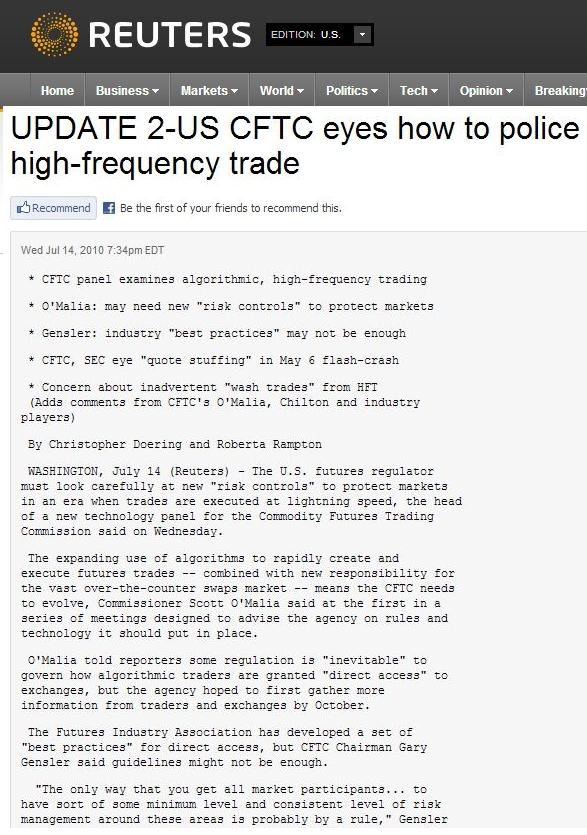 REUTERS EDITION: U.S.
Home Business Markets World Politics Tech Opinion Breaking
UPDATE 2-US CFTC eyes how to police
high-frequency trade
Recommend Be the first of your friends to recommend this.
Wed Jul 14, 2010 7:34pm EDT
* CFTC panel examines algorithmic, high-frequency trading
* O'Malia: may need new "risk controls" to protect markets
* Gensler: industry "best practices" may not be enough
* CFTC, SEC eye "quote stuffing" in May 6 flash-crash
* Concern about inadvertent "wash trades" from HFT
(Adds comments from CFTC's O'Malia, Chilton and industry
players)
By Christopher Doering and Roberta Rampton
WASHINGTON, July 14 (Reuters) - The U.S. futures regulator
must look carefully at new "risk controls" to protect markets
in an era when trades are executed at lightning speed, the head
of a new technology panel for the Commodity Futures Trading
Commission said on Wednesday.
The expanding use of algorithms to rapidly create and
execute futures trades -- combined with new responsibility for
the vast over-the-counter swaps market -- means the CFTC needs
to evolve, Commissioner Scott O'Malia said at the first in a
series of meetings designed to advise the agency on rules and
technology it should put in place.
O'Malia told reporters some regulation is "inevitable" to
govern how algorithmic traders are granted "direct access" to
exchanges, but the agency hoped to first gather more
information from traders and exchanges by October.
The Futures Industry Association has developed a set of
"best practices" for direct access, but CFTC Chairman Gary
Gensler said guidelines might not be enough.
"The only way that you get all market participants... to
have sort of some minimum level and consistent level of risk
management around these areas is probably by a rule," Gensler